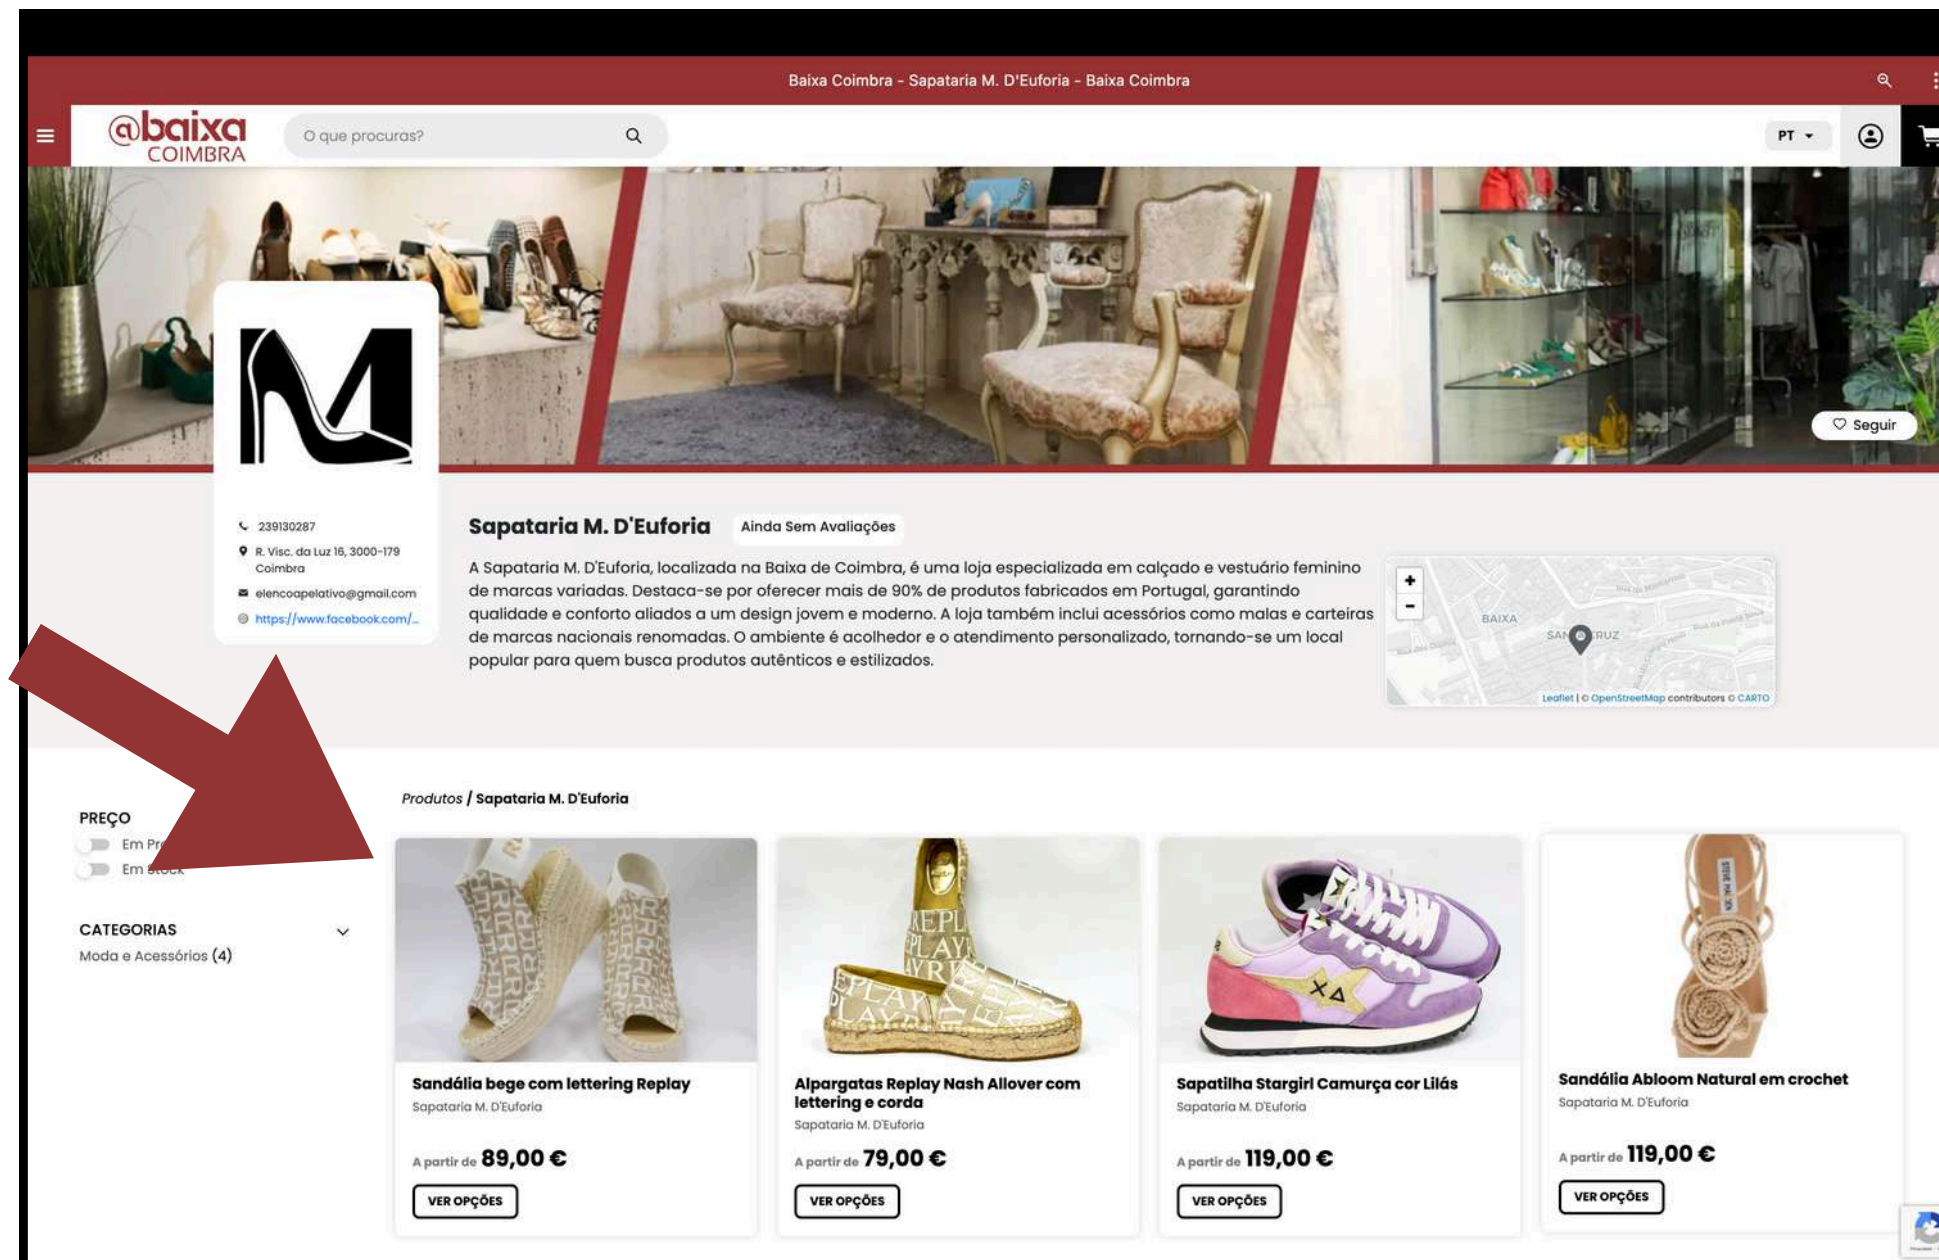 Baixa Coimbra - Sapataria M. D'Euforia - Baixa Coimbra
@baixa
COIMBRA
O que procuras?
PT
Seguir
239130287
R. Visc. da Luz 16, 3000-179
Coimbra
elencoapelativo@gmail.com
https://www.facebook.com/...
Sapataria M. D'Euforia
Ainda Sem Avaliações
A Sapataria M. D'Euforia, localizada na Baixa de Coimbra, é uma loja especializada em calçado e vestuário feminino
de marcas variadas. Destaca-se por oferecer mais de 90% de produtos fabricados em Portugal, garantindo
qualidade e conforto aliados a um design jovem e moderno. A loja também inclui acessórios como malas e carteiras
de marcas nacionais renomadas. O ambiente é acolhedor e o atendimento personalizado, tornando-se um local
popular para quem busca produtos autênticos e estilizados.
+
-
BAIXA
Leaflet | © OpenStreetMap contributors © CARTO
PREÇO
Em
Em Stock
CATEGORIAS
Moda e Acessórios (4)
Produtos / Sapataria M. D'Euforia
Sandália bege com lettering Replay
Sapataria M. D'Euforia
A partir de 89,00 €
VER OPÇÕES
REPL
Alpargatas Replay Nash Allover com
lettering e corda
Sapataria M. D'Euforia
A partir de 79,00 €
VER OPÇÕES
Sapatilha Stargirl Camurça cor Lilás
Sapataria M. D'Euforia
A partir de 119,00 €
VER OPÇÕES
STEVE MADDEN
Sandália Abloom Natural em crochet
Sapataria M. D'Euforia
A partir de 119,00 €
VER OPÇÕES